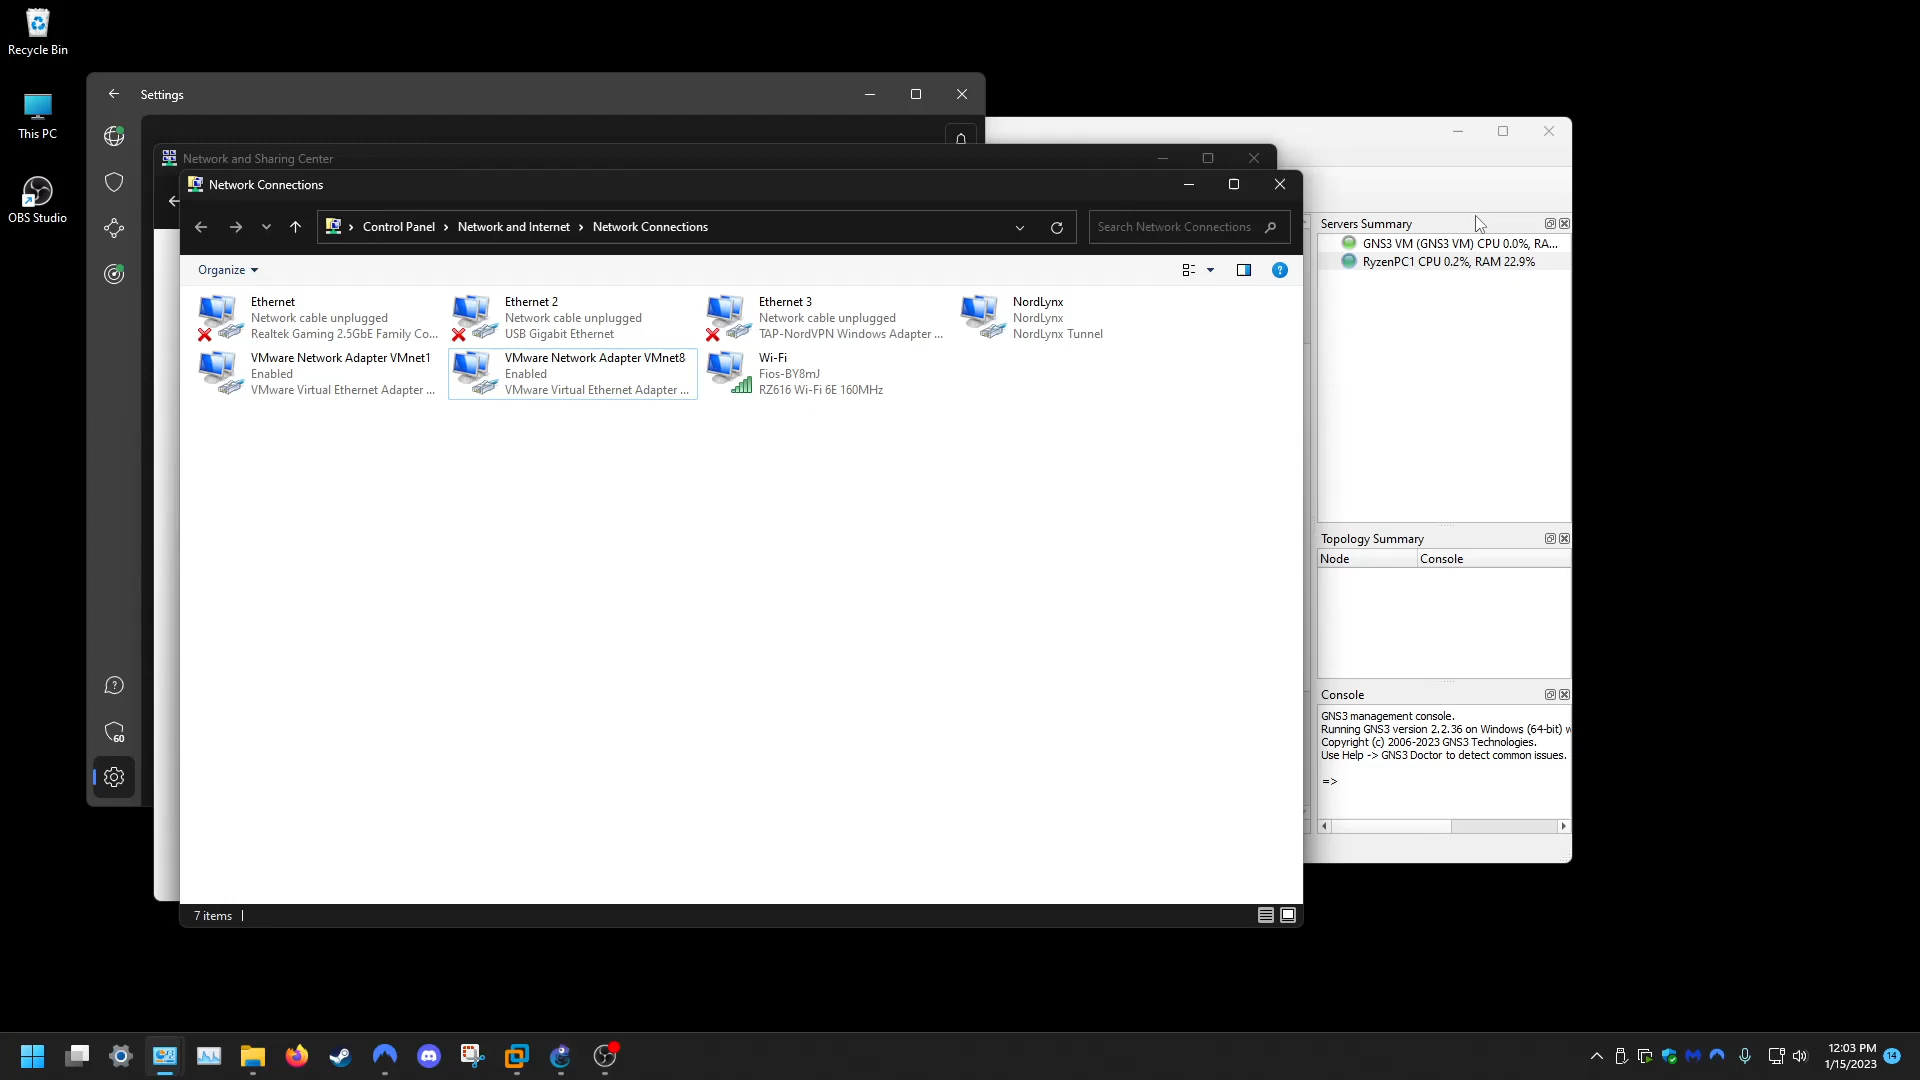 Recycle Bin
This PC
OBS Studio
Settings
60
Network and Sharing Center
Network Connections
Control Panel
Network and Internet
Network Connections
Search Network Connections
Organize
Ethernet
Network cable unplugged
Realtek Gaming 2.5GbE Family Co...
Ethernet 2
Network cable unplugged
USB Gigabit Ethernet
Ethernet 3
Network cable unplugged
TAP-NordVPN Windows Adapter ...
NordLynx
NordLynx
NordLynx Tunnel
VMware Network Adapter VMnet1
Enabled
VMware Virtual Ethernet Adapter ...
VMware Network Adapter VMnet8
Enabled
VMware Virtual Ethernet Adapter ...
Wi-Fi
Fios-BY8mJ
RZ616 Wi-Fi 6E 160MHz
7 items
Servers Summary
GNS3 VM (GNS3 VM) CPU 0.0%, RA...
RyzenPC1 CPU 0.2%, RAM 22.9%
Topology Summary
Node Console
Console
GNS3 management console.
Running GNS3 version 2.2.36 on Windows (64-bit) w
Copyright (c) 2006-2023 GNS3 Technologies.
Use Help -> GNS3 Doctor to detect common issues.
=>
12:03 PM
1/15/2023
14